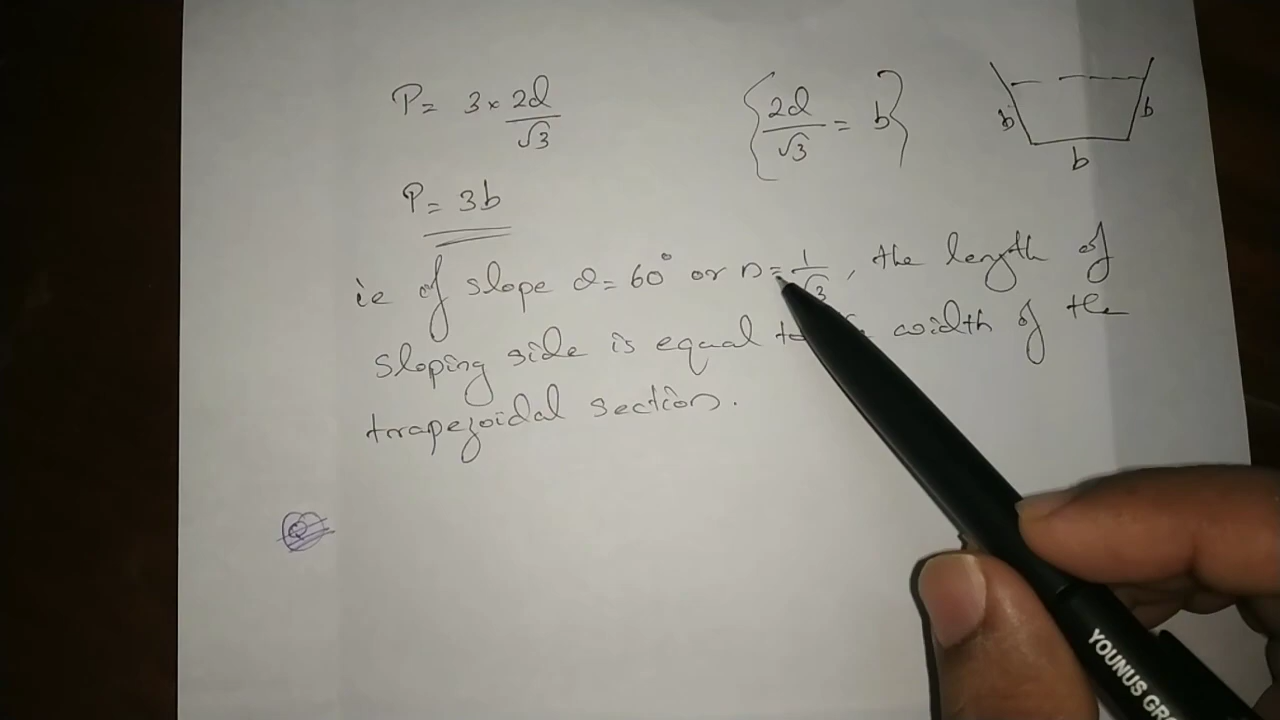 P= 3× 2d/√3
{2d/√3 = b}
b b
b
P= 3b
ie of slope θ= 60° or n= 1/√3, the length of
sloping side is equal to width of the
trapezoidal section.
YOUNUS GRO